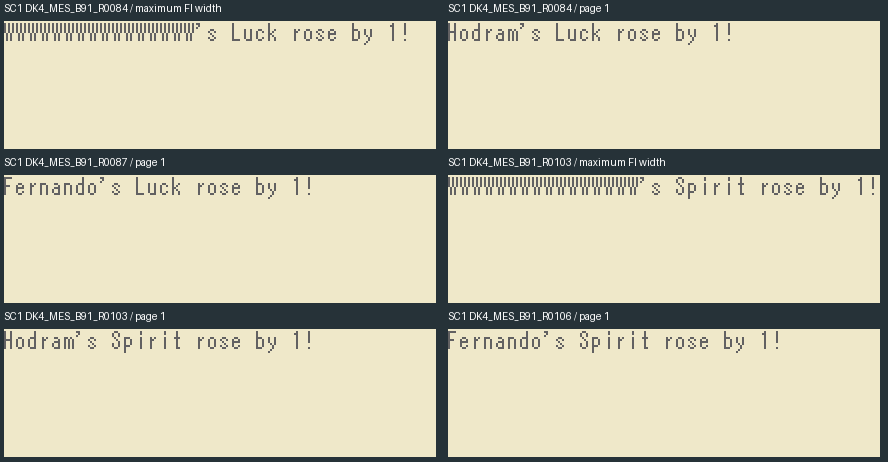 SC1 DK4_MES_B91_R0084 / maximum FI width
WWWWWWWWWWWWWWWW’s Luck rose by 1!
SC1 DK4_MES_B91_R0084 / page 1
Hodram’s Luck rose by 1!
SC1 DK4_MES_B91_R0087 / page 1
Fernando’s Luck rose by 1!
SC1 DK4_MES_B91_R0103 / maximum FI width
WWWWWWWWWWWWWWWW’s Spirit rose by 1!
SC1 DK4_MES_B91_R0103 / page 1
Hodram’s Spirit rose by 1!
SC1 DK4_MES_B91_R0106 / page 1
Fernando’s Spirit rose by 1!